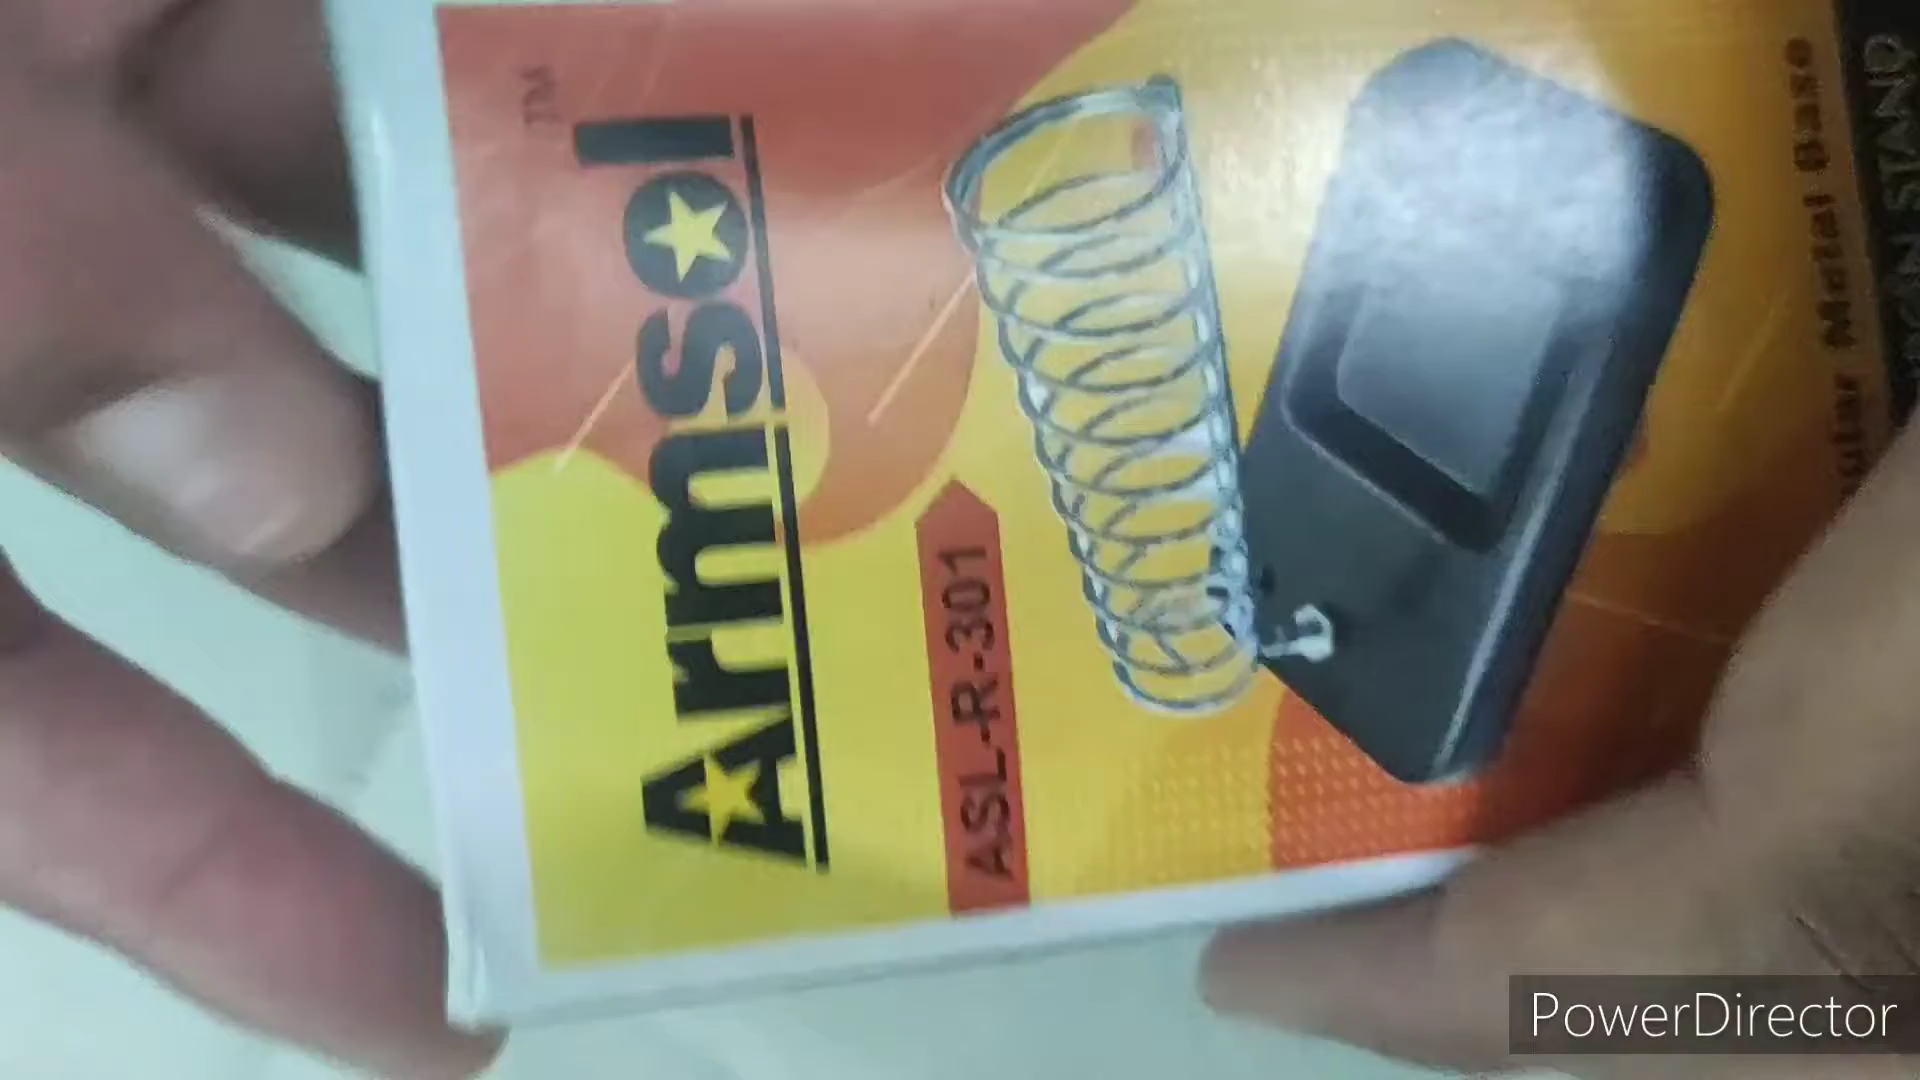 Armsol
TM
ASL-R-301
Metal Base
STAND
PowerDirector